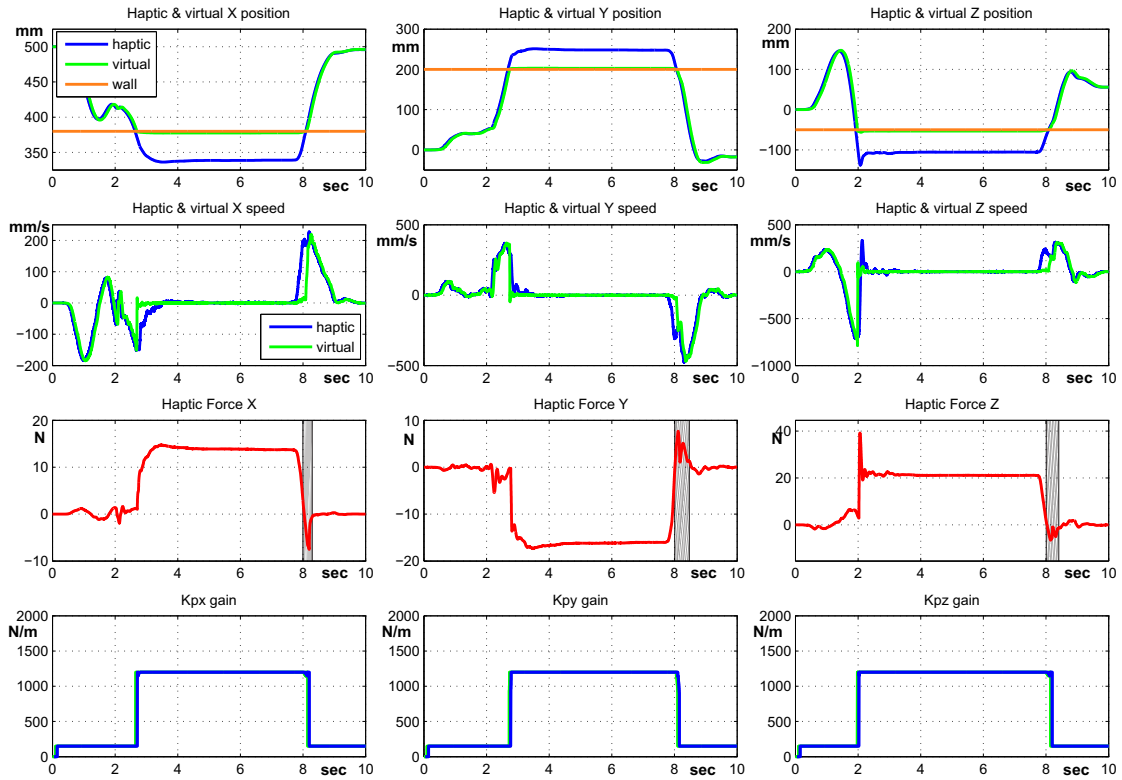 Haptic & virtual X position
Haptic & virtual Y position
Haptic & virtual Z position
mm
500
450
400
350
haptic
virtual
wall
0 2 4 6 8 10
sec
300
mm
200
100
0
0 2 4 6 8 10
sec
200
mm
100
0
−100
0 2 4 6 8 10
sec
Haptic & virtual X speed
Haptic & virtual Y speed
Haptic & virtual Z speed
mm/s
200
100
0
−100
−200
haptic
virtual
0 2 4 6 8 10
sec
500
mm/s
0
−500
0 2 4 6 8 10
sec
500
mm/s
0
−500
−1000
0 2 4 6 8 10
sec
Haptic Force X
Haptic Force Y
Haptic Force Z
20
N
10
0
−10
0 2 4 6 8 10
sec
10
N
0
−10
−20
0 2 4 6 8 10
sec
40
N
20
0
−20
0 2 4 6 8 10
sec
Kpx gain
Kpy gain
Kpz gain
2000
N/m
1500
1000
500
0
0 2 4 6 8 10
sec
2000
N/m
1500
1000
500
0
0 2 4 6 8 10
sec
2000
N/m
1500
1000
500
0
0 2 4 6 8 10
sec